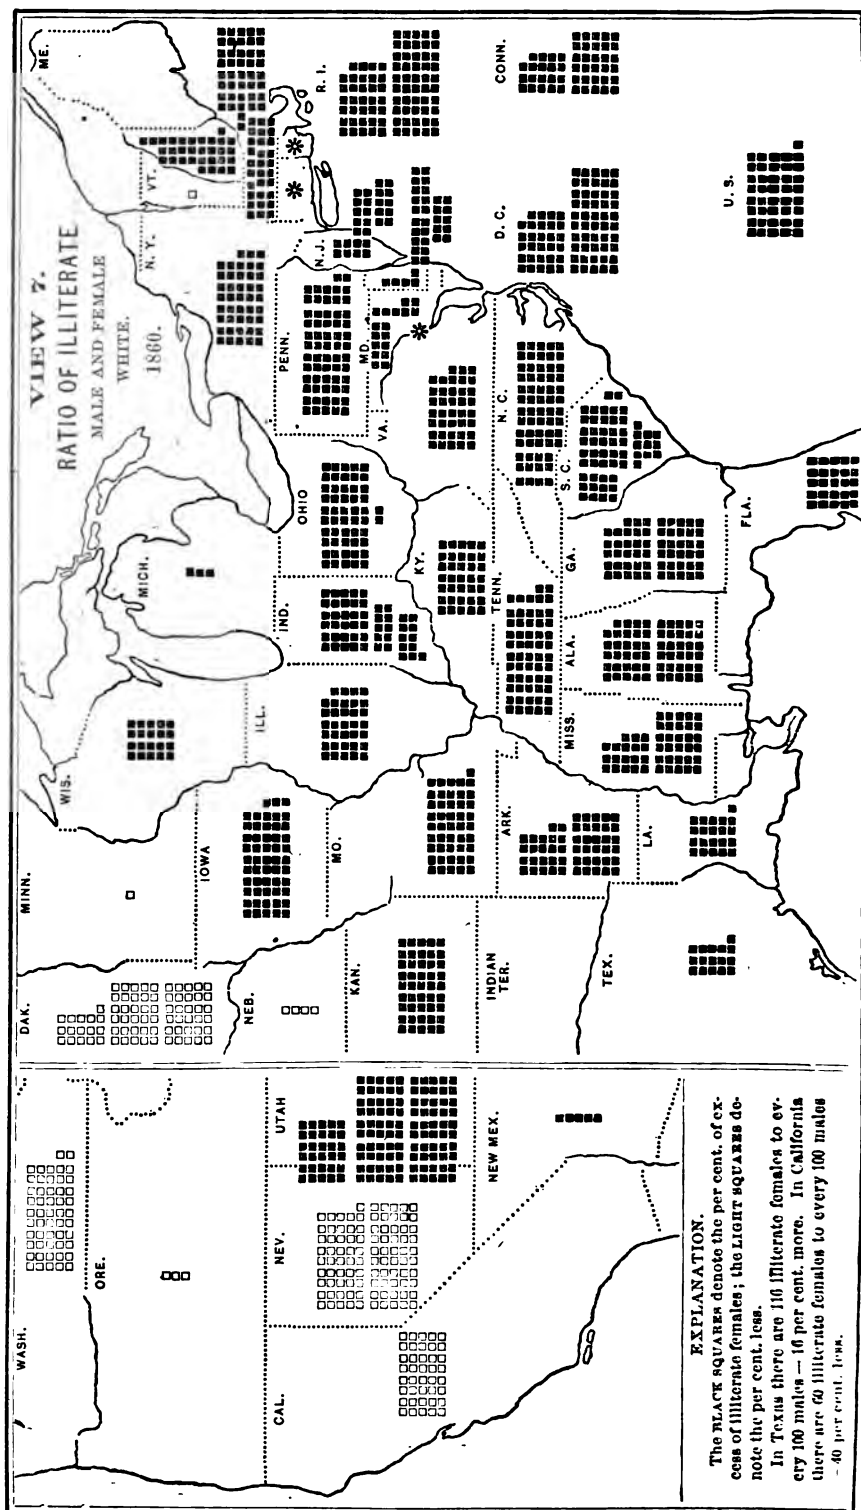 VIEW 7.
RATIO OF ILLITERATE
MALE AND FEMALE
WHITE.
1860.
WASH.
ORE.
CAL.
NEV.
UTAH
NEW MEX.
DAK.
MINN.
NEB.
IOWA
KAN.
MO.
INDIAN
TER.
TEX.
ARK.
LA.
WIS.
ILL.
MICH.
IND.
OHIO
KY.
TENN.
MISS.
ALA.
GA.
FLA.
S. C.
N. C.
VA.
MD.
PENN.
N. J.
N. Y.
VT.
ME.
R. I.
CONN.
D. C.
U. S.
EXPLANATION.
The BLACK SQUARES denote the per cent. of ex-
cess of illiterate females; the LIGHT SQUARES de-
note the per cent. less.
In Texas there are 116 illiterate females to ev-
ery 100 males — 16 per cent. more. In California
there are 60 illiterate females to every 100 males
- 40 per cent. less.